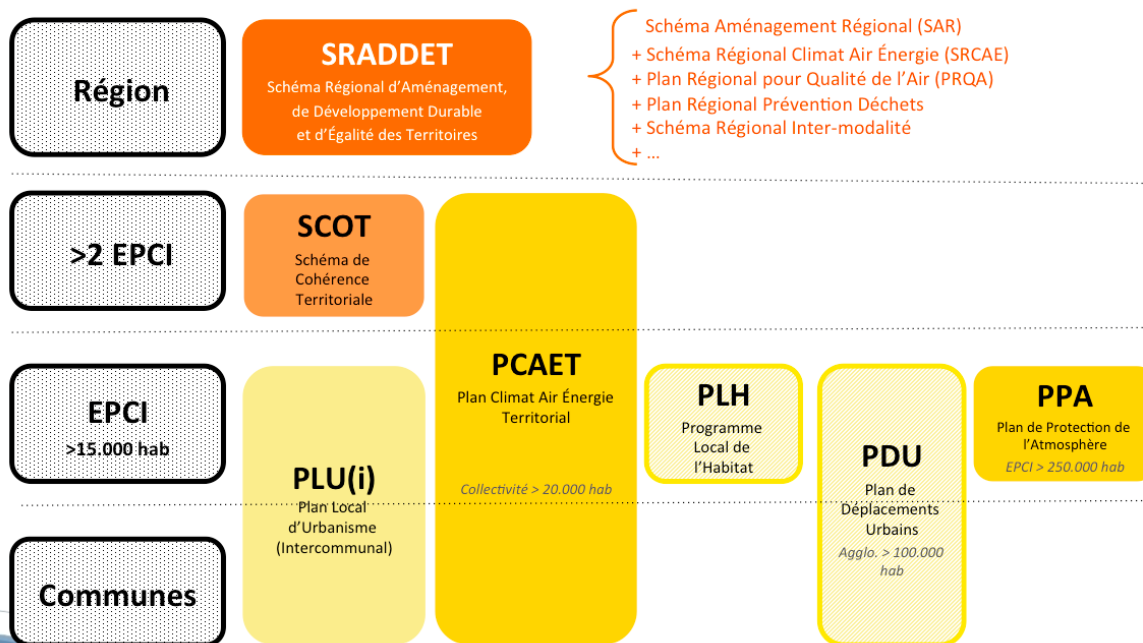 Région
SRADDET
Schéma Régional d’Aménagement,
de Développement Durable
et d’Égalité des Territoires
Schéma Aménagement Régional (SAR)
+ Schéma Régional Climat Air Énergie (SRCAE)
+ Plan Régional pour Qualité de l’Air (PRQA)
+ Plan Régional Prévention Déchets
+ Schéma Régional Inter-modalité
+ ...
>2 EPCI
SCOT
Schéma de
Cohérence
Territoriale
EPCI
>15.000 hab
PLU(i)
Plan Local
d’Urbanisme
(Intercommunal)
PCAET
Plan Climat Air Énergie
Territorial
Collectivité > 20.000 hab
PLH
Programme
Local de
l’Habitat
PDU
Plan de
Déplacements
Urbains
Agglo. > 100.000
hab
PPA
Plan de Protection de
l’Atmosphère
EPCI > 250.000 hab
Communes